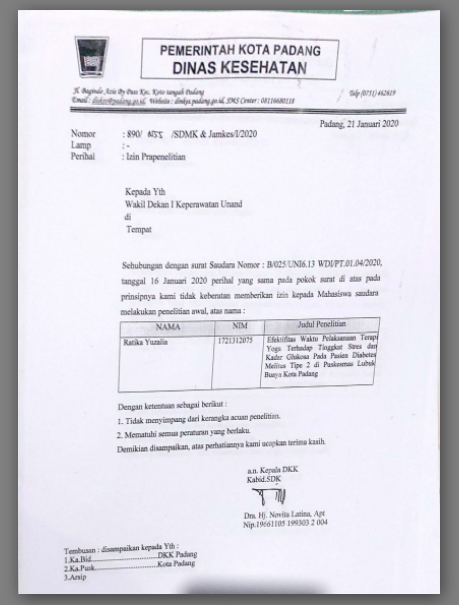 PEMERINTAH KOTA PADANG
DINAS KESEHATAN
Jl. Bagindo Aziz By Pass Kec. Koto tangah Padang Telp (0751) 462619
Email : dinkes@padang.go.id, Website : dinkes.padang.go.id, SMS Center : 08116680118
Padang, 21 Januari 2020
Nomor : 890/ /SDMK & Jamkes/I/2020
Lamp : -
Perihal : Izin Prapenelitian
Kepada Yth
Wakil Dekan I Keperawatan Unand
di
Tempat
Sehubungan dengan surat Saudara Nomor : B/025/UNI6.13 WDI/PT.01.04/2020,
tanggal 16 Januari 2020 perihal yang sama pada pokok surat di atas pada
prinsipnya kami tidak keberatan memberikan izin kepada Mahasiswa saudara
melakukan penelitian awal, atas nama :
NAMA NIM Judul Penelitian
Ratika Yuzalia 1721312075 Efektifitas Waktu Pelaksanaan Terapi
Yoga Terhadap Tingkat Stres dan
Kader Glukosa Pada Pasien Diabetes
Melitus Tipe 2 di Puskesmas Lubuk
Buaya Kota Padang
Dengan ketentuan sebagai berikut :
1. Tidak menyimpang dari kerangka acuan penelitian.
2. Mematuhi semua peraturan yang berlaku.
Demikian disampaikan, atas perhatiannya kami ucapkan terima kasih.
a.n. Kepala DKK
Kabid.SDK
Dra. Hj. Novita Latina, Apt
Nip.19661105 199303 2 004
Tembusan : disampaikan kepada Yth :
1.Ka.Bid............................DKK Padang
2.Ka.Pusk...........................Kota Padang
3.Arsip